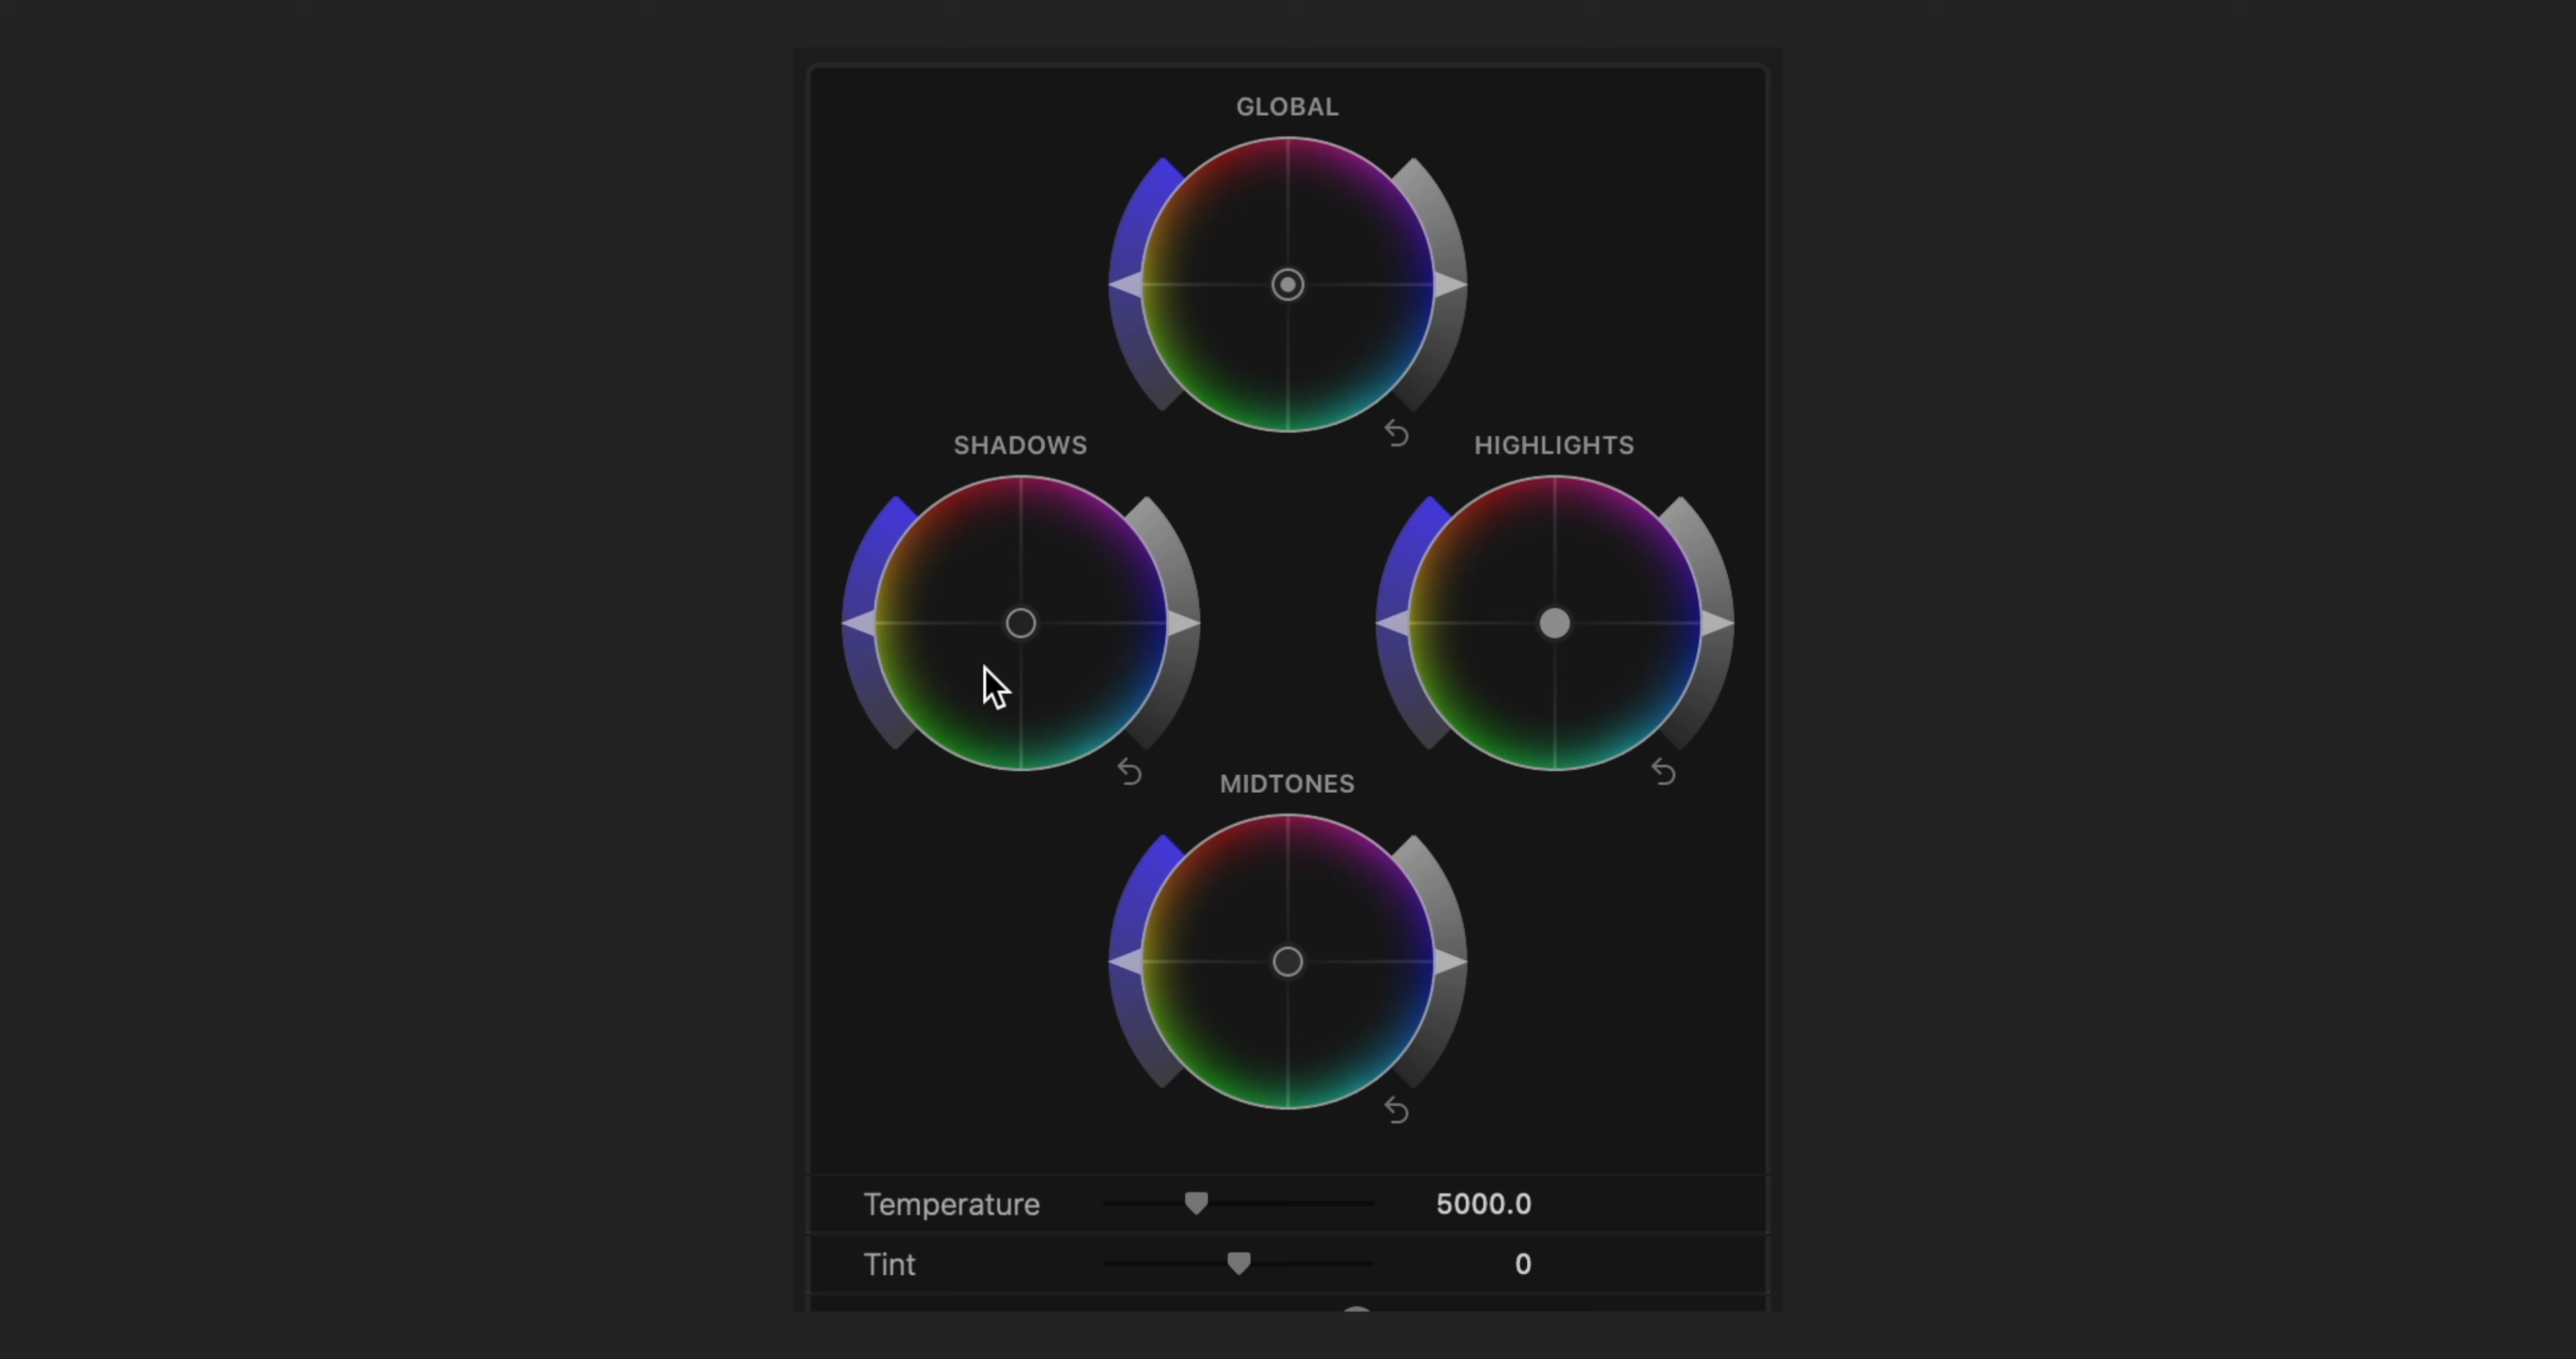 GLOBAL
SHADOWS
HIGHLIGHTS
MIDTONES
Temperature 5000.0
Tint 0